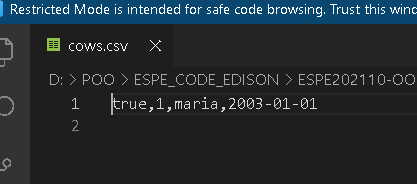 Restricted Mode is intended for safe code browsing. Trust this wind
cows.csv
D: > POO > ESPE_CODE_EDISON > ESPE202110-OO
1 true,1,maria,2003-01-01
2